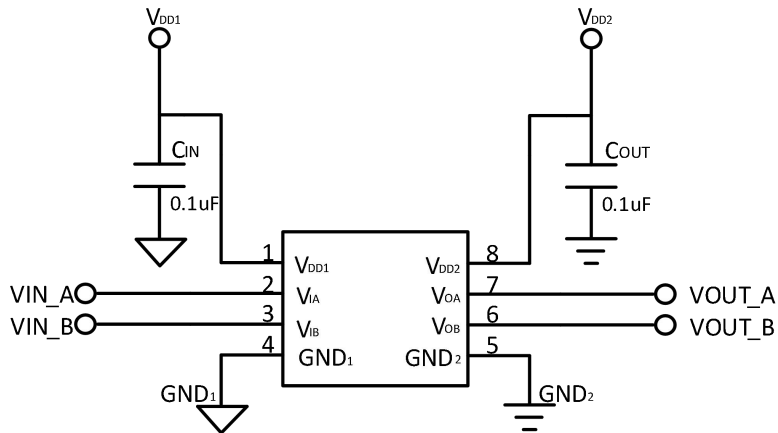 VDD1
VDD2
CIN
0.1uF
COUT
0.1uF
1
VDD1
VDD2
8
VIN_A
2
VIA
VOA
7
VOUT_A
VIN_B
3
VIB
VOB
6
VOUT_B
4
GND1
GND2
5
GND1
GND2